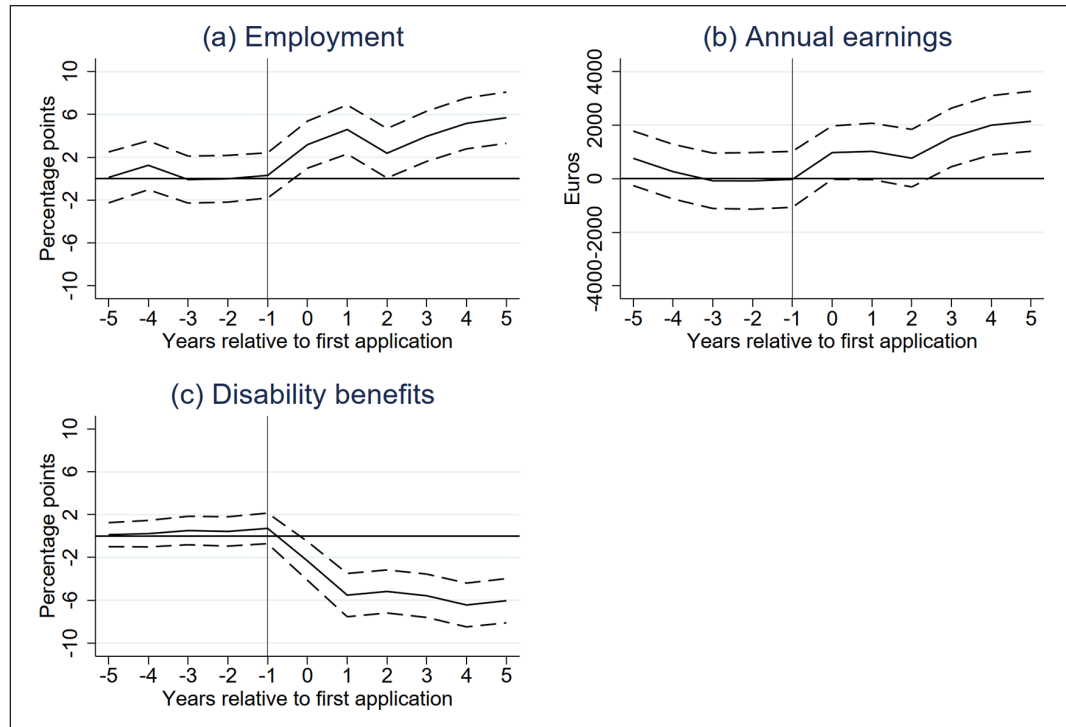 (a) Employment
Percentage points
10
6
2
-2
-6
-10
-5 -4 -3 -2 -1 0 1 2 3 4 5
Years relative to first application
(b) Annual earnings
Euros
4000
2000
0
-2000
-4000
-5 -4 -3 -2 -1 0 1 2 3 4 5
Years relative to first application
(c) Disability benefits
Percentage points
10
6
2
-2
-6
-10
-5 -4 -3 -2 -1 0 1 2 3 4 5
Years relative to first application